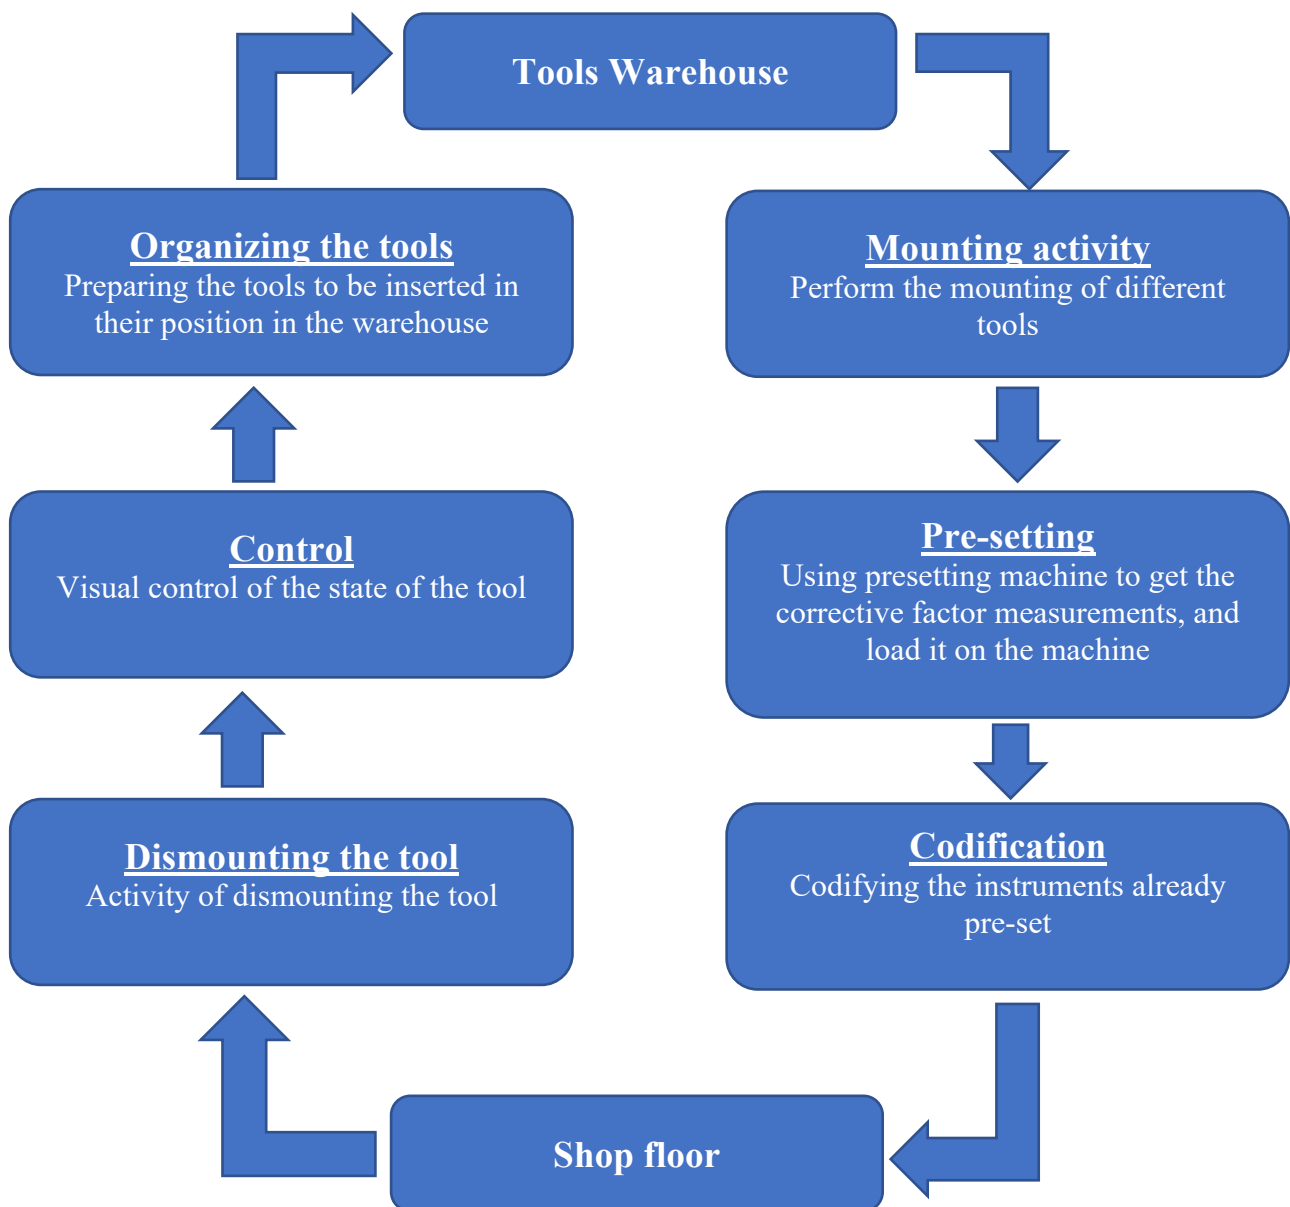 Tools Warehouse
Organizing the tools
Preparing the tools to be inserted in
their position in the warehouse
Mounting activity
Perform the mounting of different
tools
Control
Visual control of the state of the tool
Pre-setting
Using presetting machine to get the
corrective factor measurements, and
load it on the machine
Dismounting the tool
Activity of dismounting the tool
Codification
Codifying the instruments already
pre-set
Shop floor